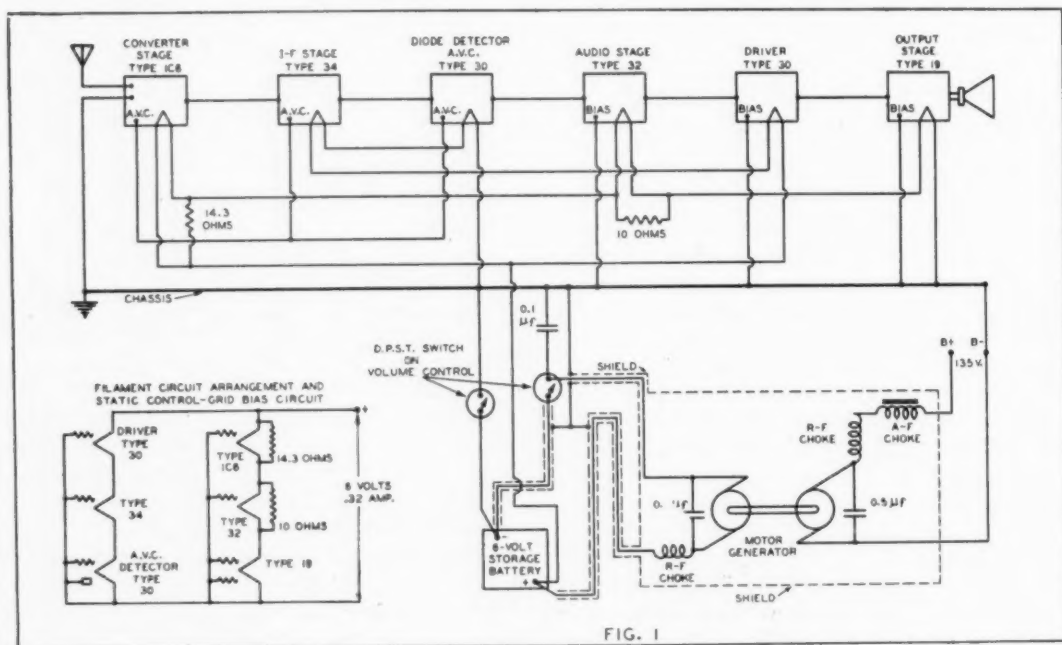 CONVERTER
STAGE
TYPE 1C6
I-F STAGE
TYPE 34
DIODE DETECTOR
A.V.C.
TYPE 30
AUDIO STAGE
TYPE 32
DRIVER
TYPE 30
OUTPUT
STAGE
TYPE 19
A.V.C.
A.V.C.
A.V.C.
BIAS
BIAS
BIAS
14.3
OHMS
10 OHMS
CHASSIS
0.1
µf
D.P.S.T. SWITCH
ON
VOLUME CONTROL
SHIELD
B+
B-
135V.
FILAMENT CIRCUIT ARRANGEMENT AND
STATIC CONTROL-GRID BIAS CIRCUIT
DRIVER
TYPE
30
TYPE
34
A.V.C.
DETECTOR
TYPE
30
TYPE
1C6
14.3 OHMS
TYPE
32
10 OHMS
TYPE 19
+
6 VOLTS
.32 AMP.
-
6-VOLT
STORAGE
BATTERY
+
R-F
CHOKE
A-F
CHOKE
0.5µf
MOTOR
GENERATOR
R-F
CHOKE
SHIELD
FIG. 1